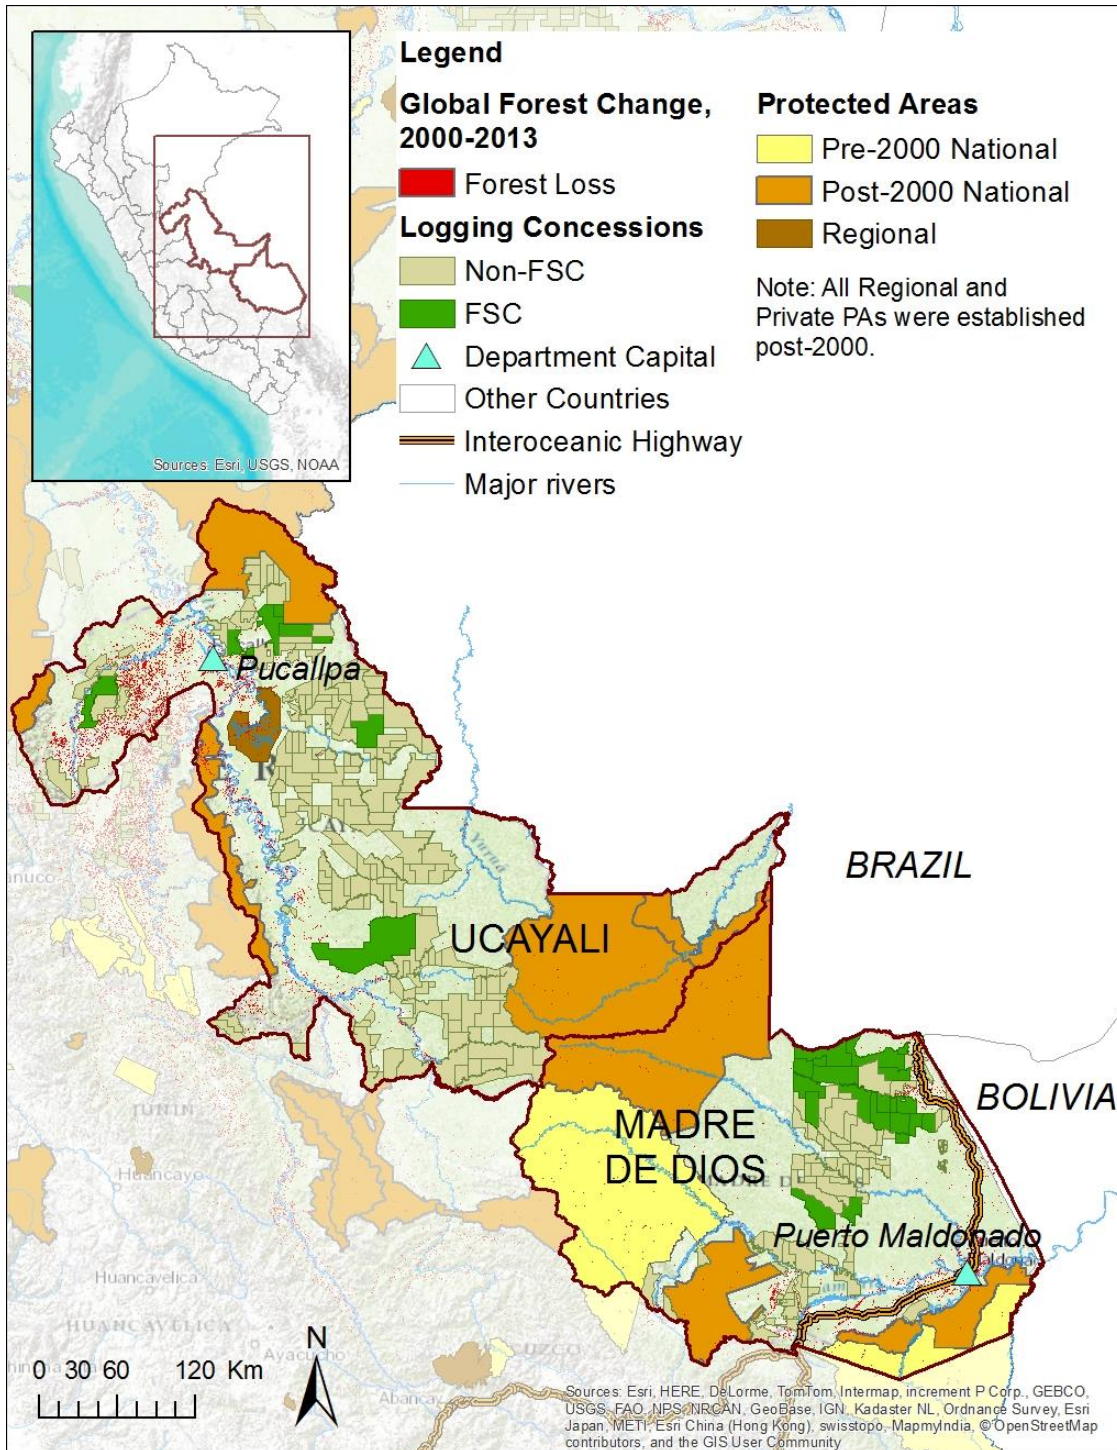 Legend
Global Forest Change,
2000-2013
Forest Loss
Logging Concessions
Non-FSC
FSC
Department Capital
Other Countries
Interoceanic Highway
Major rivers
Protected Areas
Pre-2000 National
Post-2000 National
Regional
Note: All Regional and
Private PAs were established
post-2000.
Sources: Esri, USGS, NOAA
Pucallpa
BRAZIL
UCAYALI
BOLIVIA
MADRE
DE DIOS
Puerto Maldonado
JUNIN
Huancayo
Huancavelica
Ayacucho
Abancay
N
0 30 60 120 Km
Sources: Esri, HERE, DeLorme, TomTom, Intermap, increment P Corp., GEBCO,
USGS, FAO, NPS, NRCAN, GeoBase, IGN, Kadaster NL, Ordnance Survey, Esri
Japan, METI, Esri China (Hong Kong), swisstopo, MapmyIndia, © OpenStreetMap
contributors, and the GIS User Community